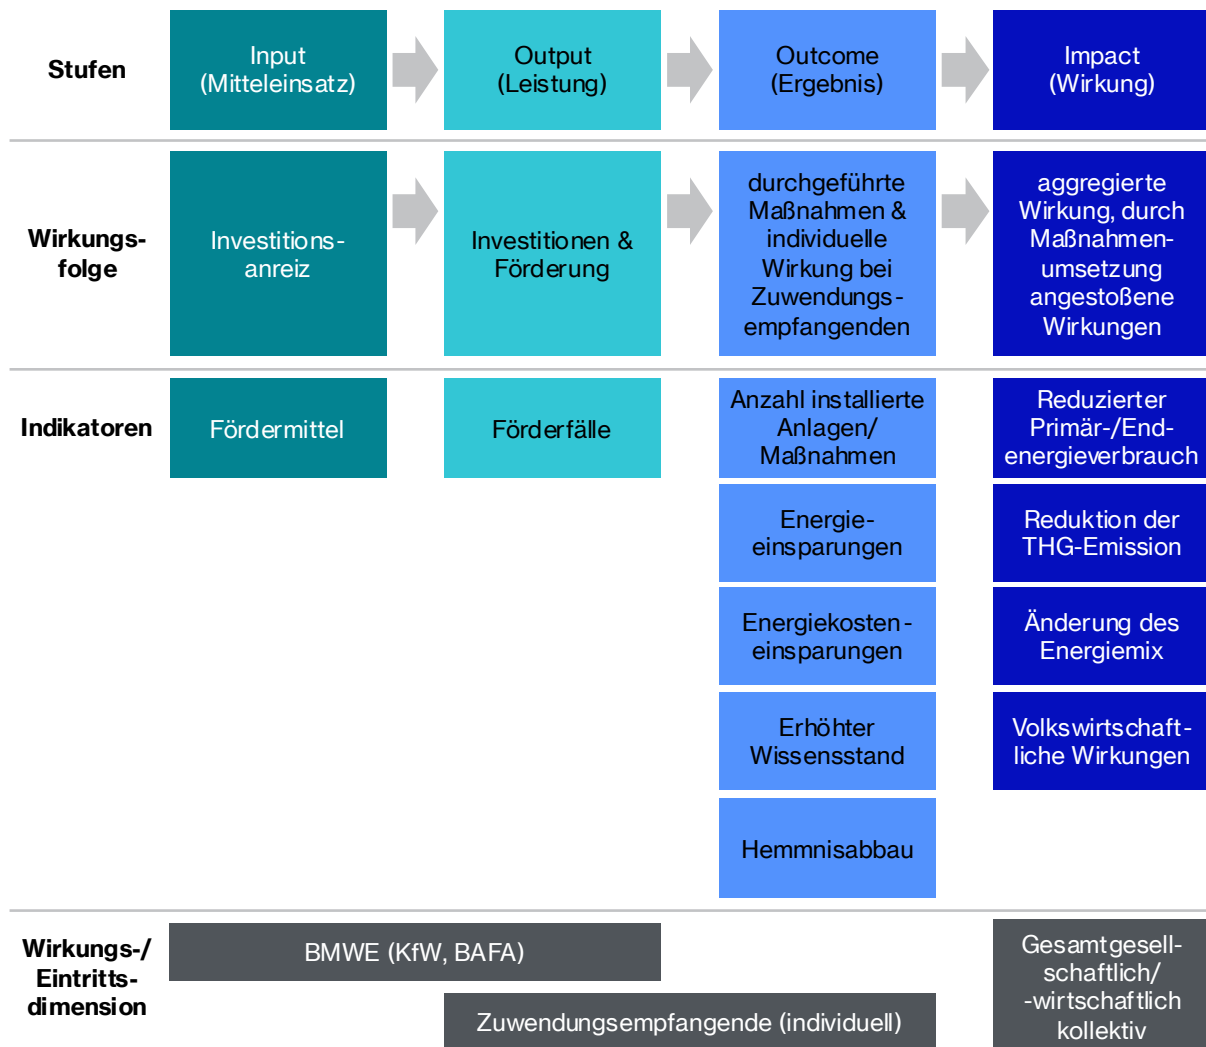 Stufen
Input
(Mitteleinsatz)
Output
(Leistung)
Outcome
(Ergebnis)
Impact
(Wirkung)
Wirkungs-
folge
Investitions-
anreiz
Investitionen &
Förderung
durchgeführte
Maßnahmen &
individuelle
Wirkung bei
Zuwendungs-
empfangenden
aggregierte
Wirkung, durch
Maßnahmen-
umsetzung
angestoßene
Wirkungen
Indikatoren
Fördermittel
Förderfälle
Anzahl installierte
Anlagen/
Maßnahmen
Reduzierter
Primär-/End-
energieverbrauch
Energie-
einsparungen
Reduktion der
THG-Emission
Energiekosten-
einsparungen
Änderung des
Energiemix
Erhöhter
Wissensstand
Volkswirtschaft-
liche Wirkungen
Hemmnisabbau
Wirkungs-/
Eintritts-
dimension
BMWE (KfW, BAFA)
Zuwendungsempfangende (individuell)
Gesamtgesell-
schaftlich/
-wirtschaftlich
kollektiv